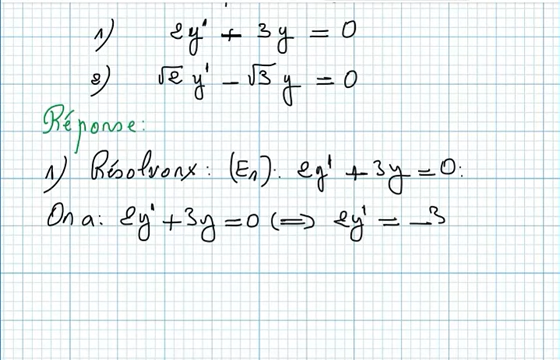 1) 2y' + 3y = 0
2) √2 y' - √3 y = 0
Réponse:
1) Résolvonx: (E1): 2y' + 3y = 0:
On a: 2y' + 3y = 0 (=) 2y' = -3